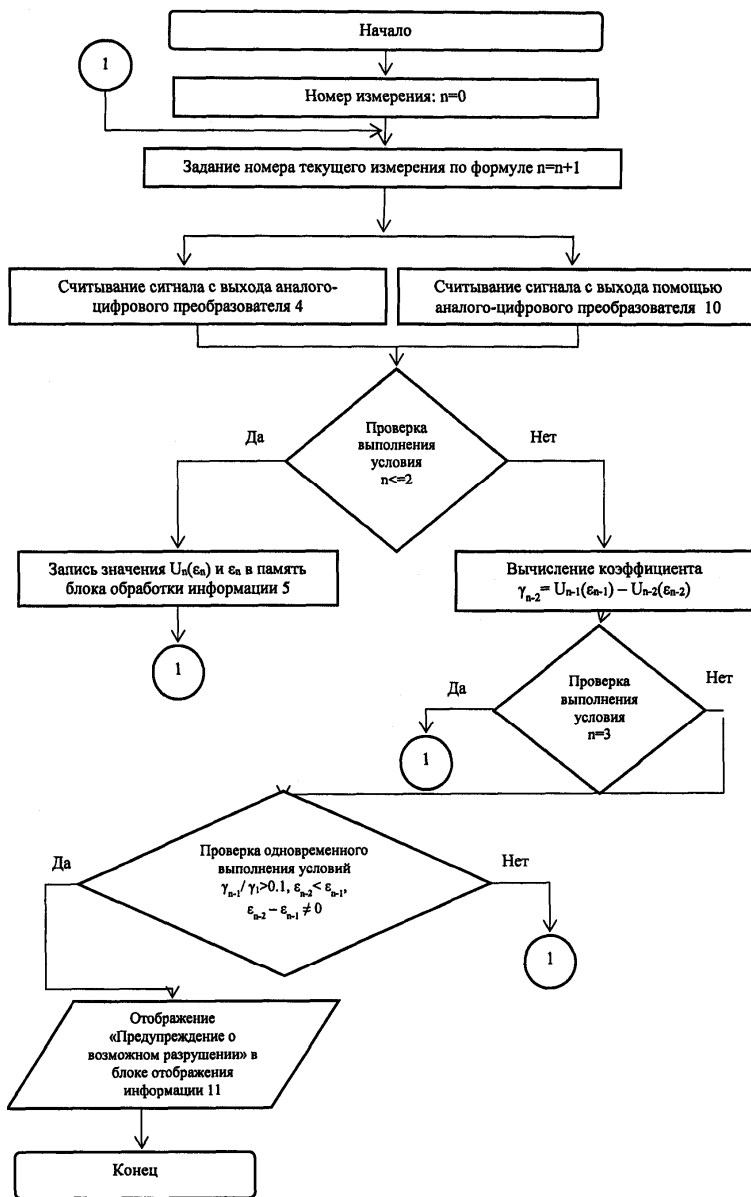 Начало
1
Номер измерения: n=0
Задание номера текущего измерения по формуле n=n+1
Считывание сигнала с выхода аналого-
цифрового преобразователя 4
Считывание сигнала с выхода помощью
аналого-цифрового преобразователя 10
Да
Проверка
выполнения
условия
n<=2
Нет
Запись значения Uₙ(εₙ) и εₙ в память
блока обработки информации 5
Вычисление коэффициента
γₙ₋₂= Uₙ₋₁(εₙ₋₁) – Uₙ₋₂(εₙ₋₂)
1
Да
Проверка
выполнения
условия
n=3
Нет
1
Да
Проверка одновременного
выполнения условий
γₙ₋₁/ γ₁>0.1, εₙ₋₂< εₙ₋₁,
εₙ₋₂ – εₙ₋₁ ≠ 0
Нет
1
Отображение
«Предупреждение о
возможном разрушении» в
блоке отображения
информации 11
Конец